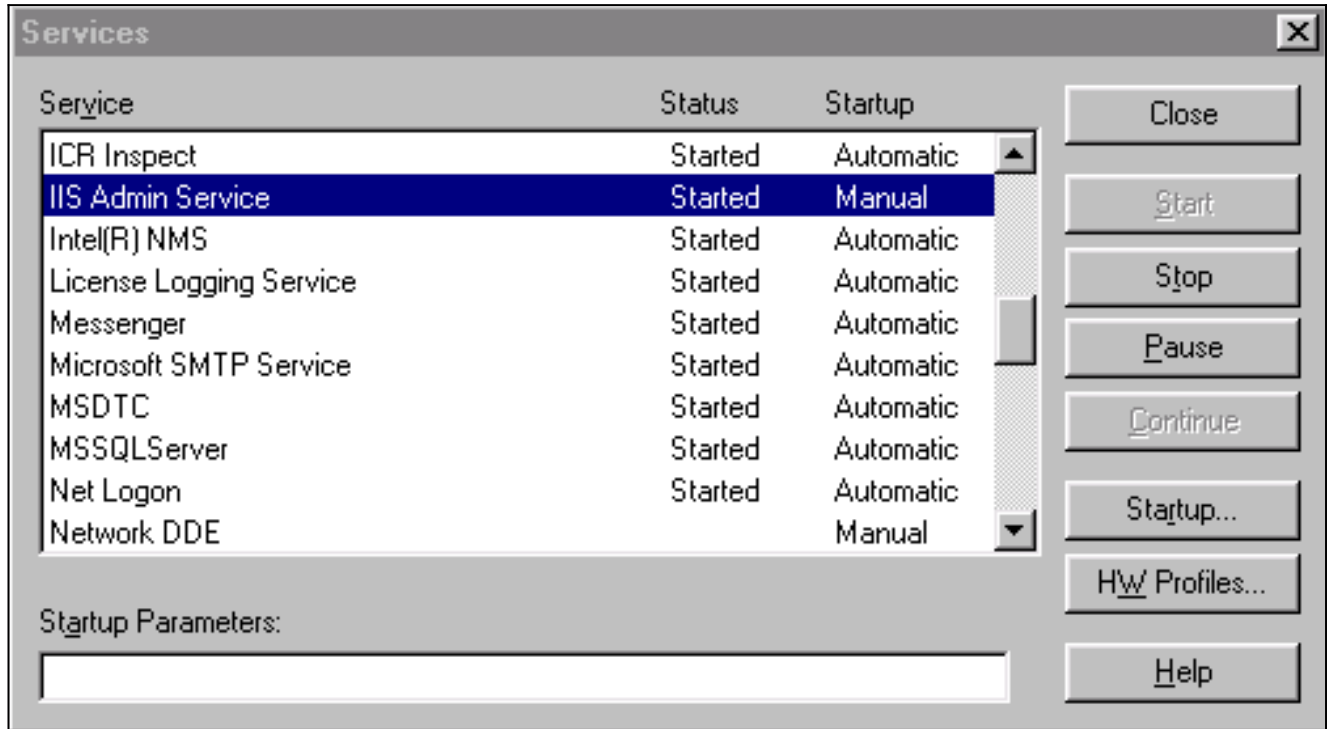 Services
Service Status Startup
ICR Inspect Started Automatic
IIS Admin Service Started Manual
Intel(R) NMS Started Automatic
License Logging Service Started Automatic
Messenger Started Automatic
Microsoft SMTP Service Started Automatic
MSDTC Started Automatic
MSSQLServer Started Automatic
Net Logon Started Automatic
Network DDE Manual
Startup Parameters:
Close
Start
Stop
Pause
Continue
Startup...
HW Profiles...
Help